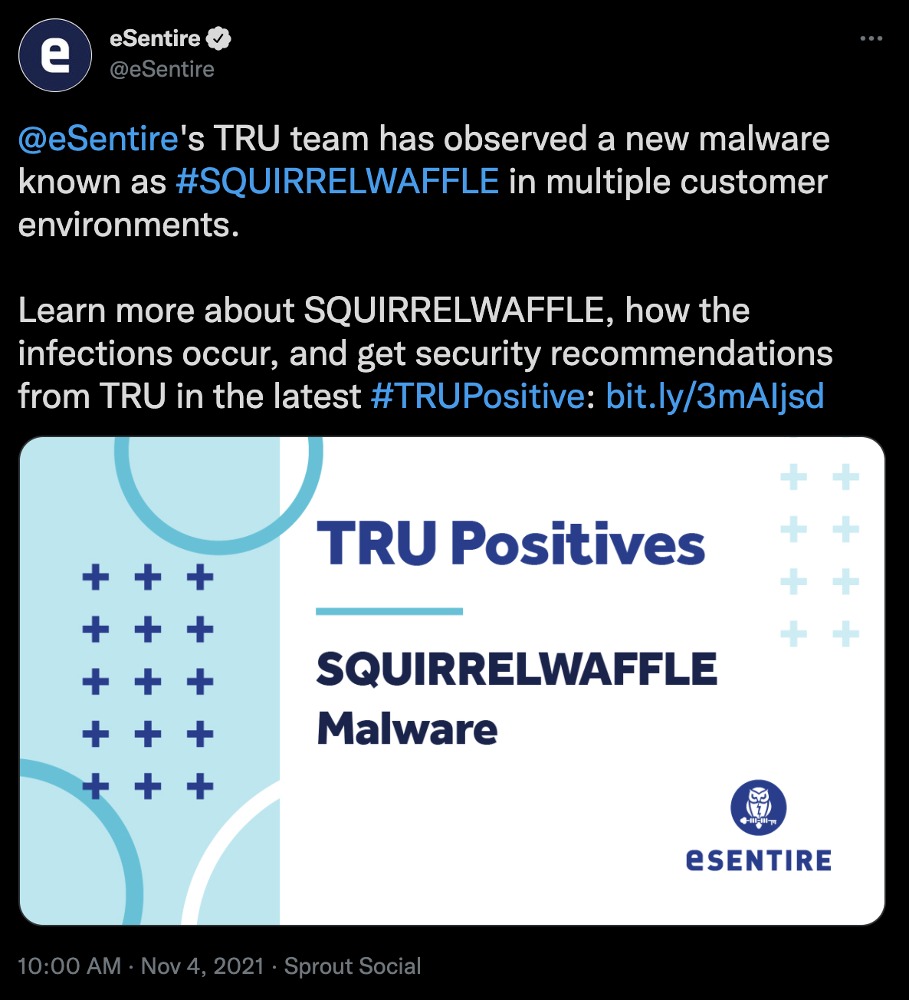 eSentire
@eSentire
@eSentire's TRU team has observed a new malware
known as #SQUIRRELWAFFLE in multiple customer
environments.
Learn more about SQUIRRELWAFFLE, how the
infections occur, and get security recommendations
from TRU in the latest #TRUPositive: bit.ly/3mAIjsd
TRU Positives
SQUIRRELWAFFLE
Malware
eSENTIRE
10:00 AM · Nov 4, 2021 · Sprout Social